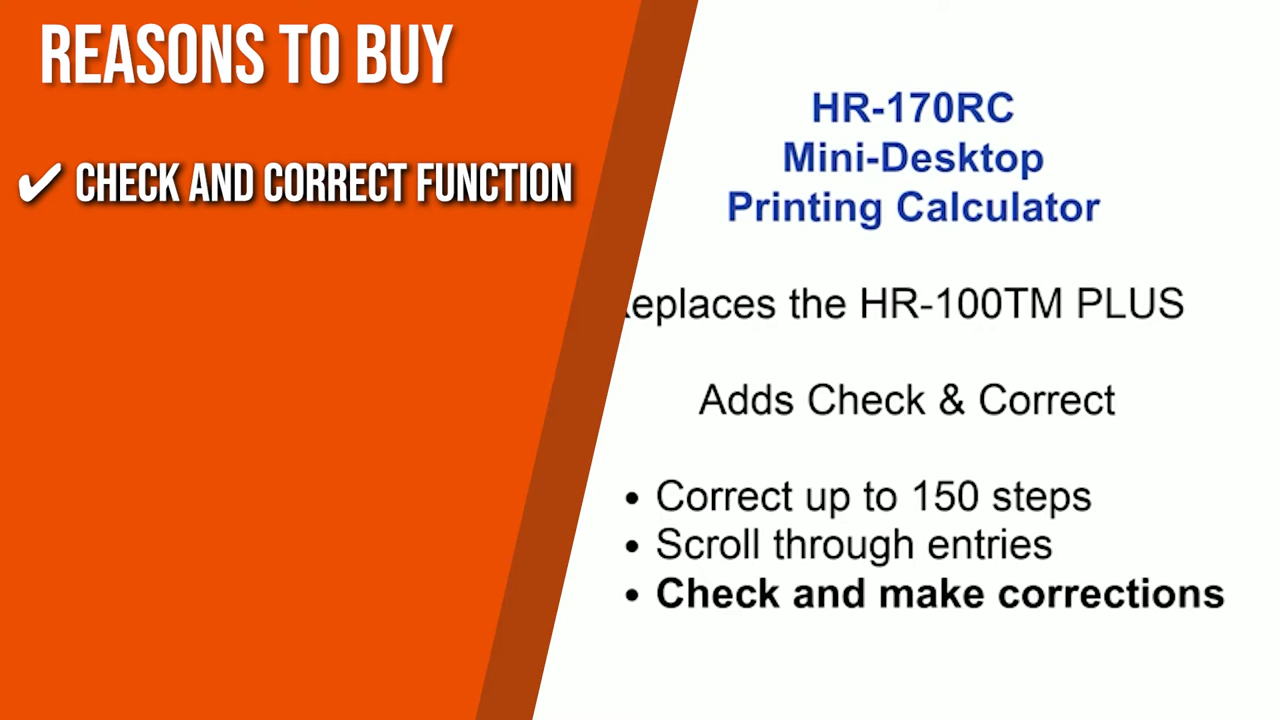 REASONS TO BUY
✔ CHECK AND CORRECT FUNCTION
HR-170RC
Mini-Desktop
Printing Calculator
eplaces the HR-100TM PLUS
Adds Check & Correct
• Correct up to 150 steps
• Scroll through entries
• Check and make corrections